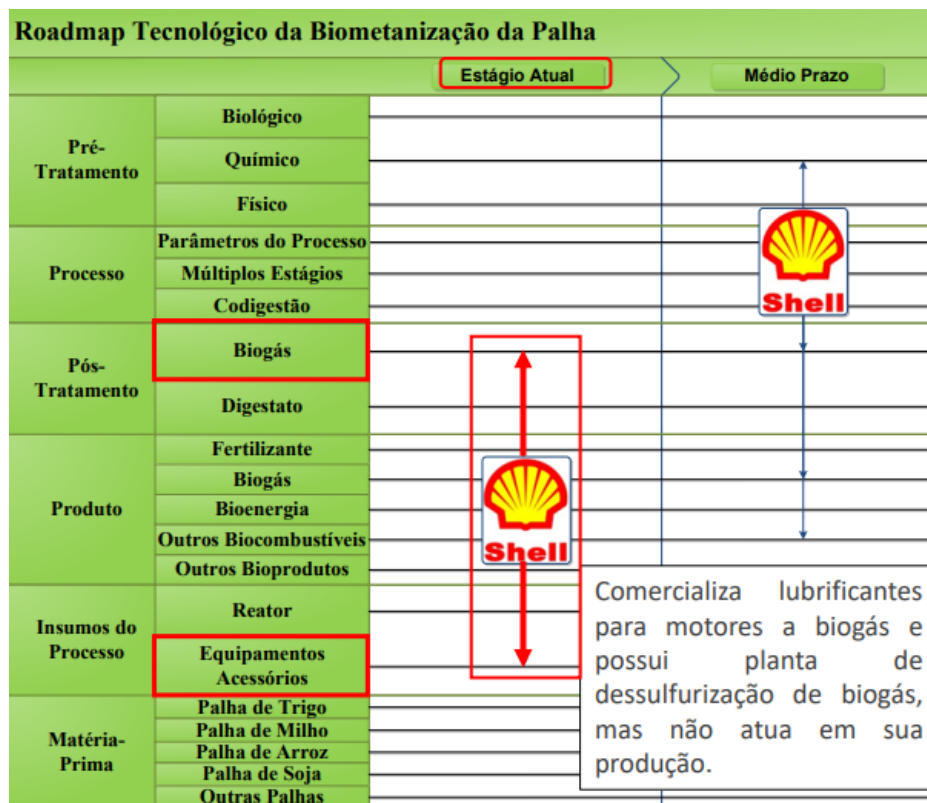 Roadmap Tecnológico da Biometanização da Palha
Estágio Atual
Médio Prazo
Pré-
Tratamento
Biológico
Químico
Físico
Processo
Parâmetros do Processo
Múltiplos Estágios
Codigestão
Pós-
Tratamento
Biogás
Digestato
Produto
Fertilizante
Biogás
Bioenergia
Outros Biocombustíveis
Outros Bioprodutos
Insumos do
Processo
Reator
Equipamentos
Acessórios
Matéria-
Prima
Palha de Trigo
Palha de Milho
Palha de Arroz
Palha de Soja
Outras Palhas
Shell
Shell
Comercializa lubrificantes
para motores a biogás e
possui planta de
dessulfurização de biogás,
mas não atua em sua
produção.